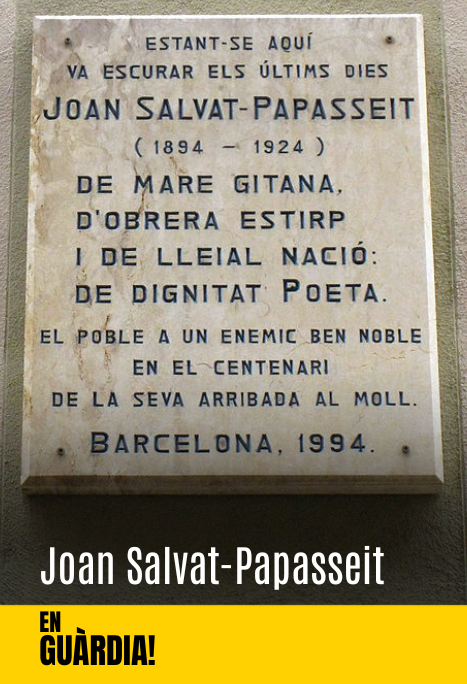 ESTANT-SE AQUÍ
VA ESCURAR ELS ÚLTIMS DIES
JOAN SALVAT-PAPASSEIT
( 1894 – 1924 )
DE MARE GITANA,
D'OBRERA ESTIRP
I DE LLEIAL NACIÓ:
DE DIGNITAT POETA.
EL POBLE A UN ENEMIC BEN NOBLE
EN EL CENTENARI
DE LA SEVA ARRIBADA AL MOLL.
BARCELONA, 1994.
Joan Salvat-Papasseit
EN
GUÀRDIA!